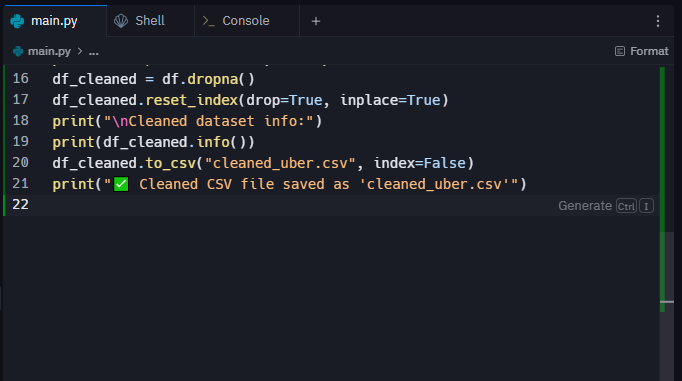 main.py
Shell
>_ Console
+
main.py > ...
Format
16 df_cleaned = df.dropna()
17 df_cleaned.reset_index(drop=True, inplace=True)
18 print("\nCleaned dataset info:")
19 print(df_cleaned.info())
20 df_cleaned.to_csv("cleaned_uber.csv", index=False)
21 print("✅ Cleaned CSV file saved as 'cleaned_uber.csv'")
22
Generate Ctrl I